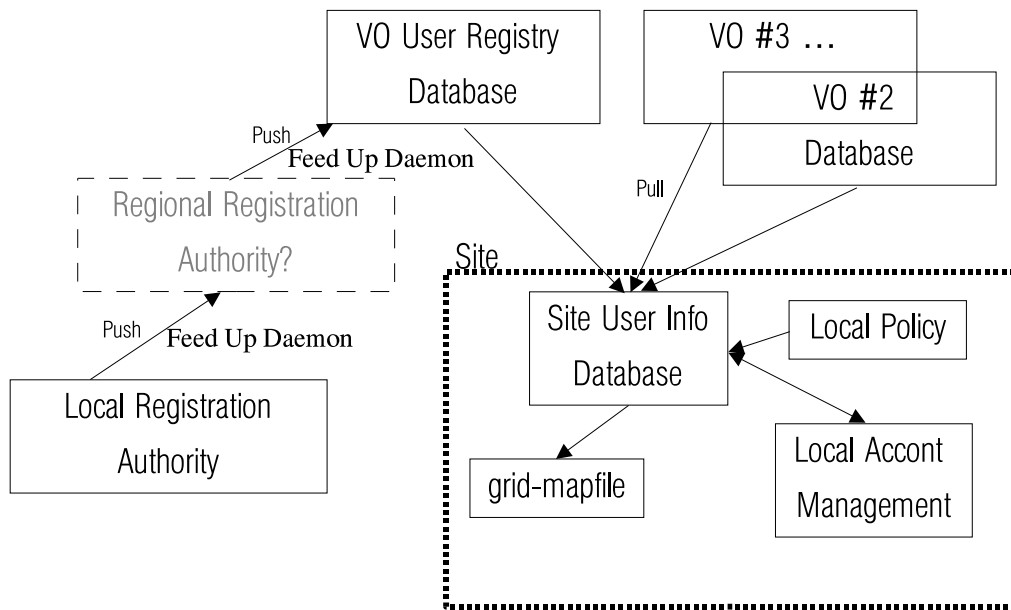 VO User Registry
Database
VO #3 ...
VO #2
Database
Push
Feed Up Daemon
Pull
Regional Registration
Authority?
Site
Push
Feed Up Daemon
Site User Info
Database
Local Policy
Local Registration
Authority
grid-mapfile
Local Accont
Management